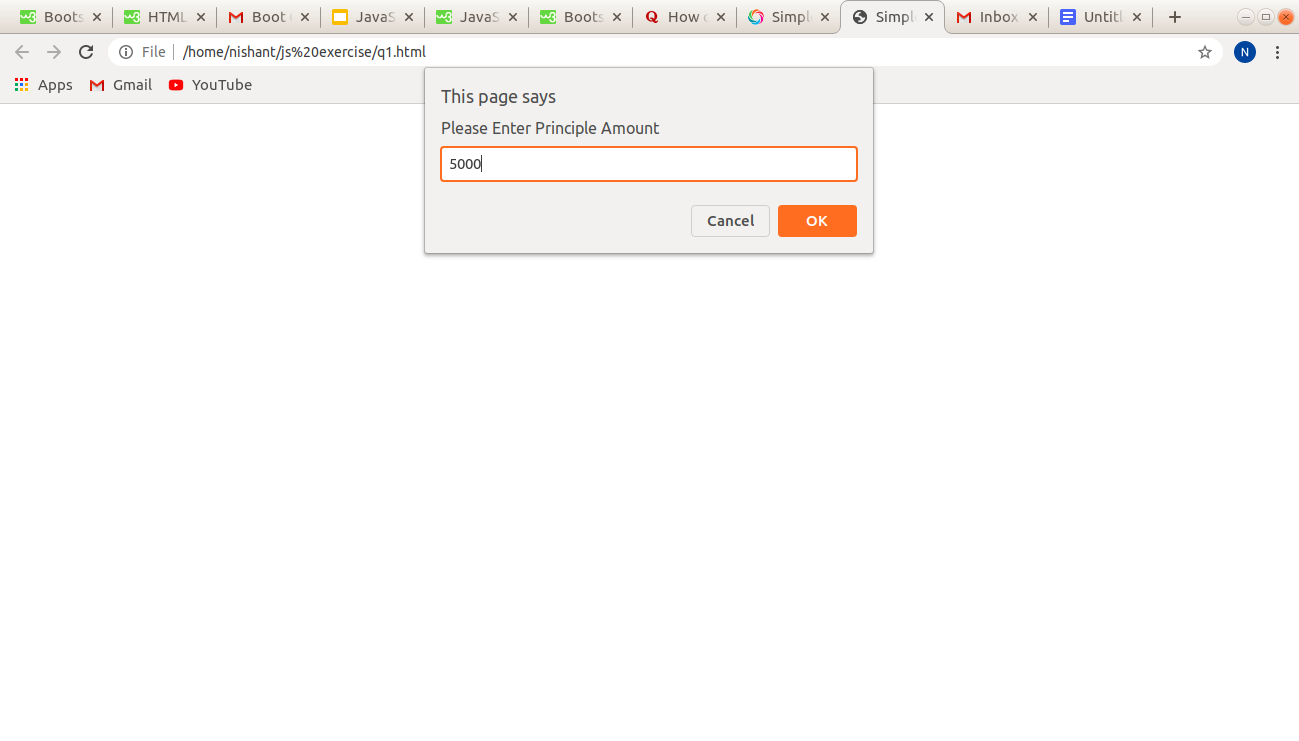 Boots HTML Boot JavaS JavaS Boots How Simpl Simpl Inbox Untitl
File /home/nishant/js%20exercise/q1.html N
Apps Gmail YouTube
This page says
Please Enter Principle Amount
5000
Cancel OK